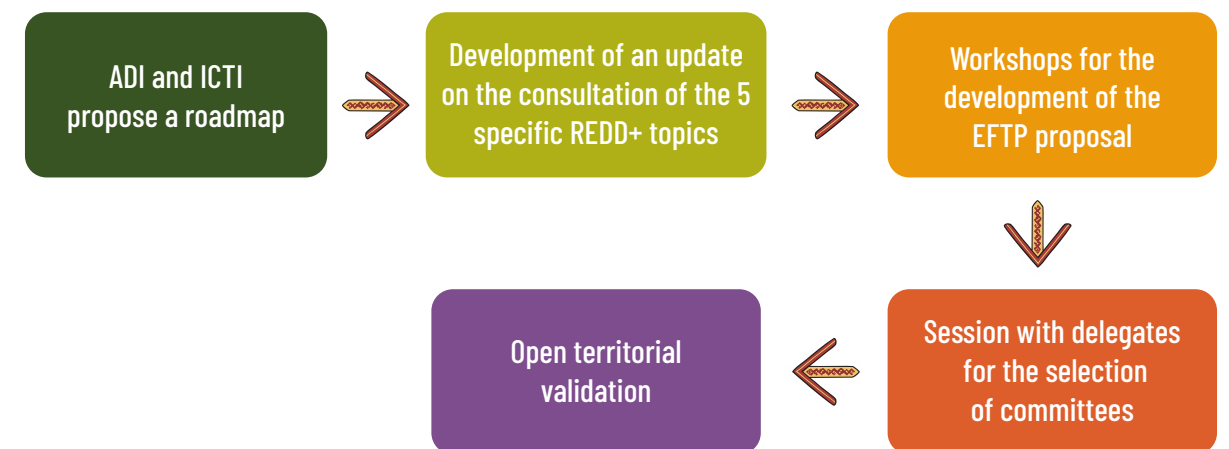 ADI and ICTI
propose a roadmap
Development of an update
on the consultation of the 5
specific REDD+ topics
Workshops for the
development of the
EFTP proposal
Session with delegates
for the selection
of committees
Open territorial
validation